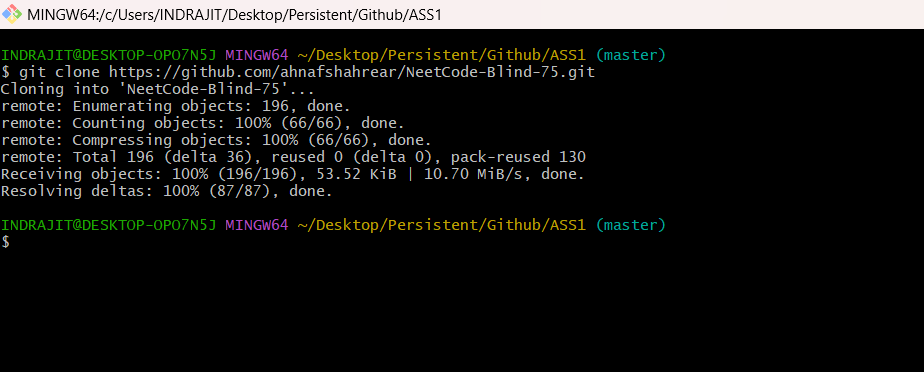 MINGW64:/c/Users/INDRAJIT/Desktop/Persistent/Github/ASS1
INDRAJIT@DESKTOP-OPO7N5J MINGW64 ~/Desktop/Persistent/Github/ASS1 (master)
$ git clone https://github.com/ahnafshahrear/NeetCode-Blind-75.git
Cloning into 'NeetCode-Blind-75'...
remote: Enumerating objects: 196, done.
remote: Counting objects: 100% (66/66), done.
remote: Compressing objects: 100% (66/66), done.
remote: Total 196 (delta 36), reused 0 (delta 0), pack-reused 130
Receiving objects: 100% (196/196), 53.52 KiB | 10.70 MiB/s, done.
Resolving deltas: 100% (87/87), done.
INDRAJIT@DESKTOP-OPO7N5J MINGW64 ~/Desktop/Persistent/Github/ASS1 (master)
$